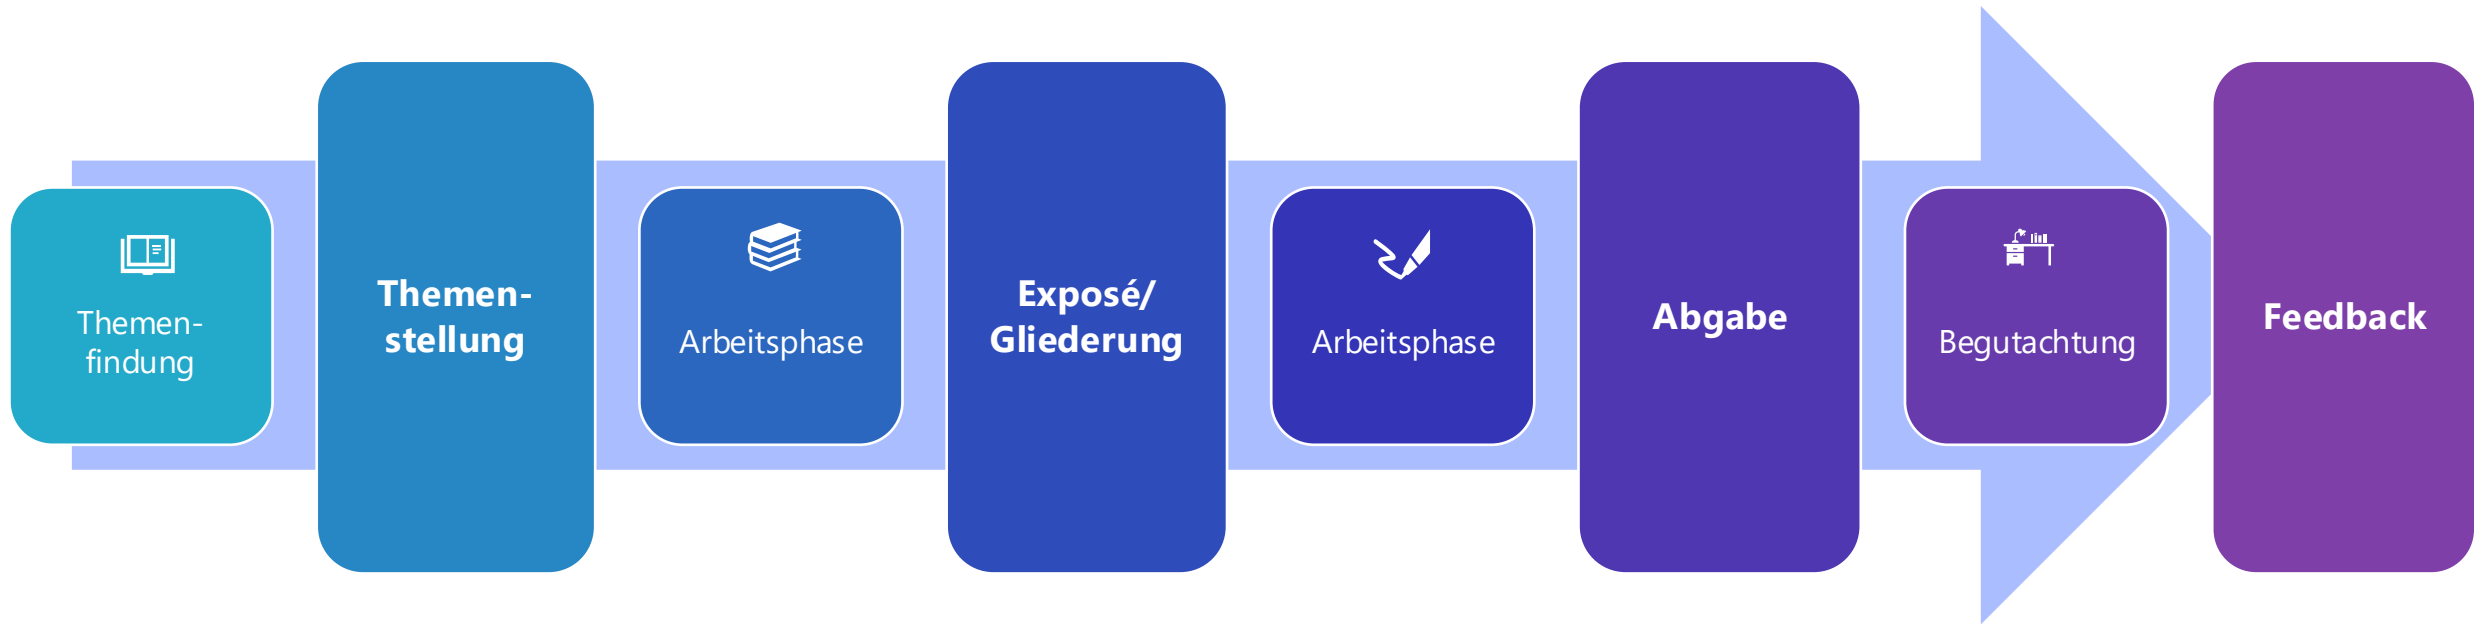 Themen-
findung
Themen-
stellung
Arbeitsphase
Exposé/
Gliederung
Arbeitsphase
Abgabe
Begutachtung
Feedback